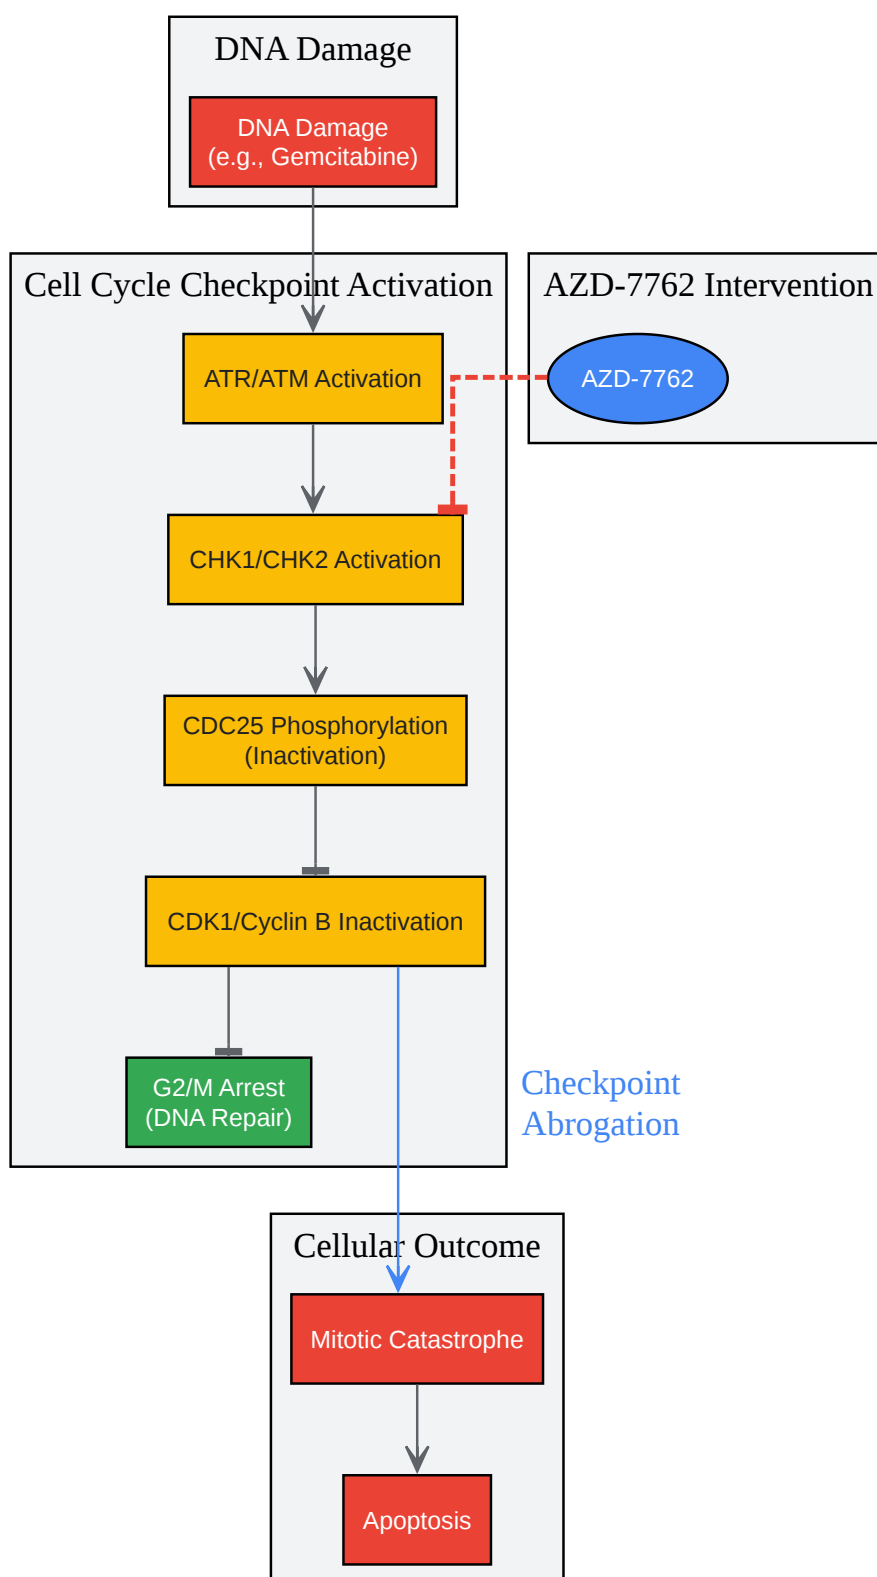 DNA Damage
DNA Damage
(e.g., Gemcitabine)
Cell Cycle Checkpoint Activation
AZD-7762 Intervention
ATR/ATM Activation
AZD-7762
CHK1/CHK2 Activation
CDC25 Phosphorylation
(Inactivation)
CDK1/Cyclin B Inactivation
G2/M Arrest
(DNA Repair)
Checkpoint
Abrogation
Cellular Outcome
Mitotic Catastrophe
Apoptosis